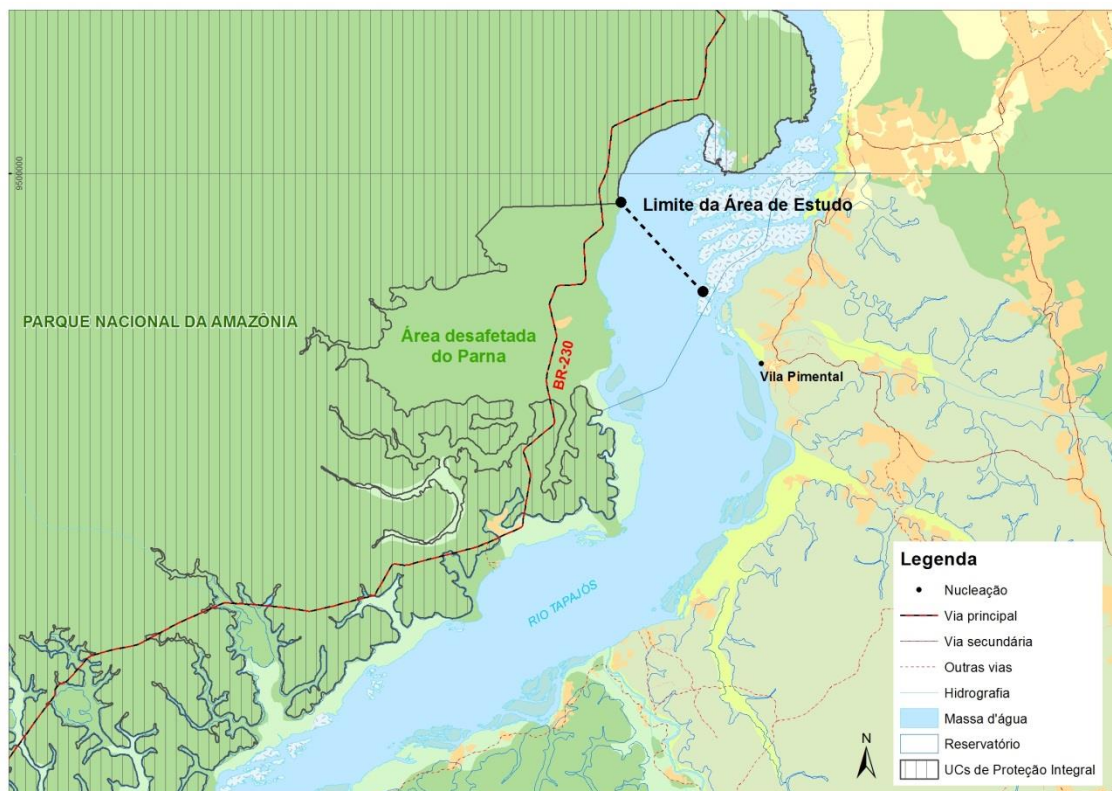 9500000
Limite da Área de Estudo
PARQUE NACIONAL DA AMAZÔNIA
Área desafetada
do Parna
BR-230
Vila Pimental
RIO TAPAJÓS
Legenda
Nucleação
Via principal
Via secundária
Outras vias
Hidrografia
Massa d'água
Reservatório
UCs de Proteção Integral
N